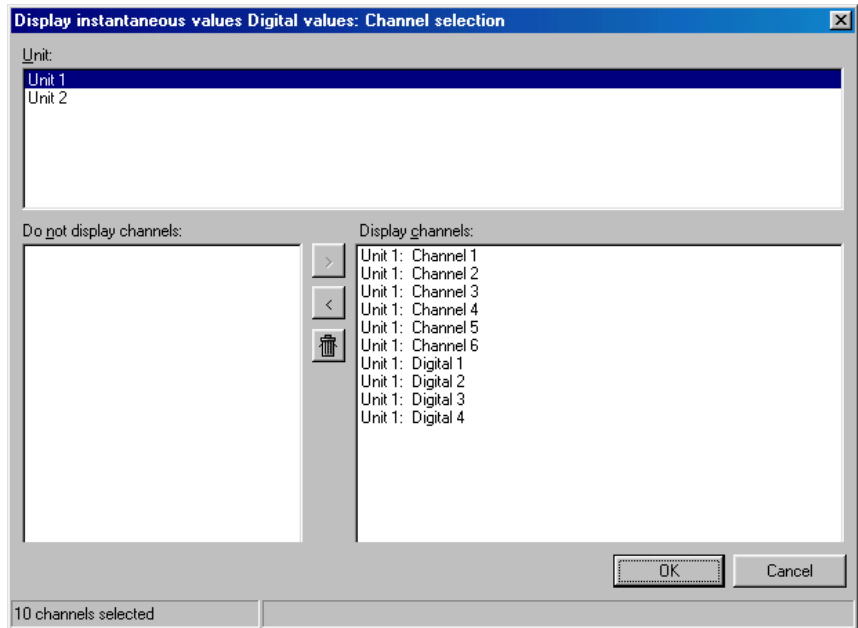 Display instantaneous values Digital values: Channel selection
Unit:
Unit 1
Unit 2
Do not display channels:
Display channels:
>
<
Unit 1: Channel 1
Unit 1: Channel 2
Unit 1: Channel 3
Unit 1: Channel 4
Unit 1: Channel 5
Unit 1: Channel 6
Unit 1: Digital 1
Unit 1: Digital 2
Unit 1: Digital 3
Unit 1: Digital 4
OK
Cancel
10 channels selected